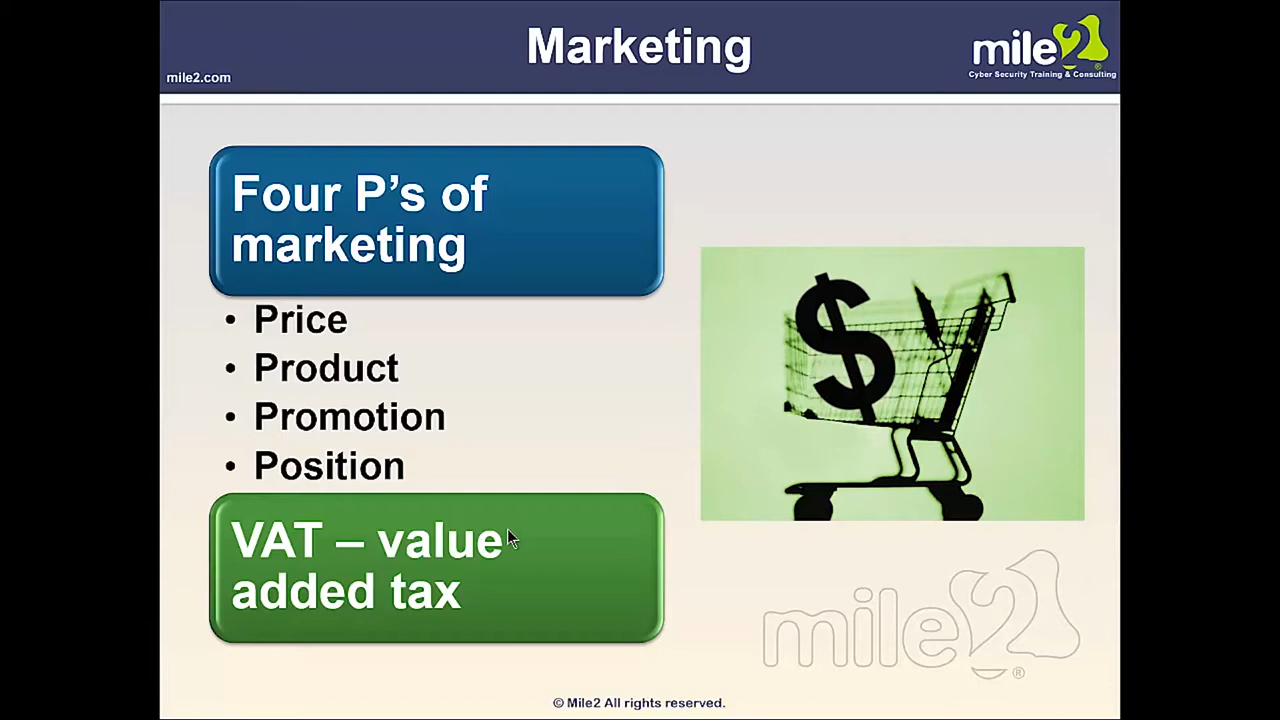 Marketing
mile2
®
Cyber Security Training & Consulting
mile2.com
Four P's of
marketing
• Price
• Product
• Promotion
• Position
$
VAT – value
added tax
mile2
®
© Mile2 All rights reserved.